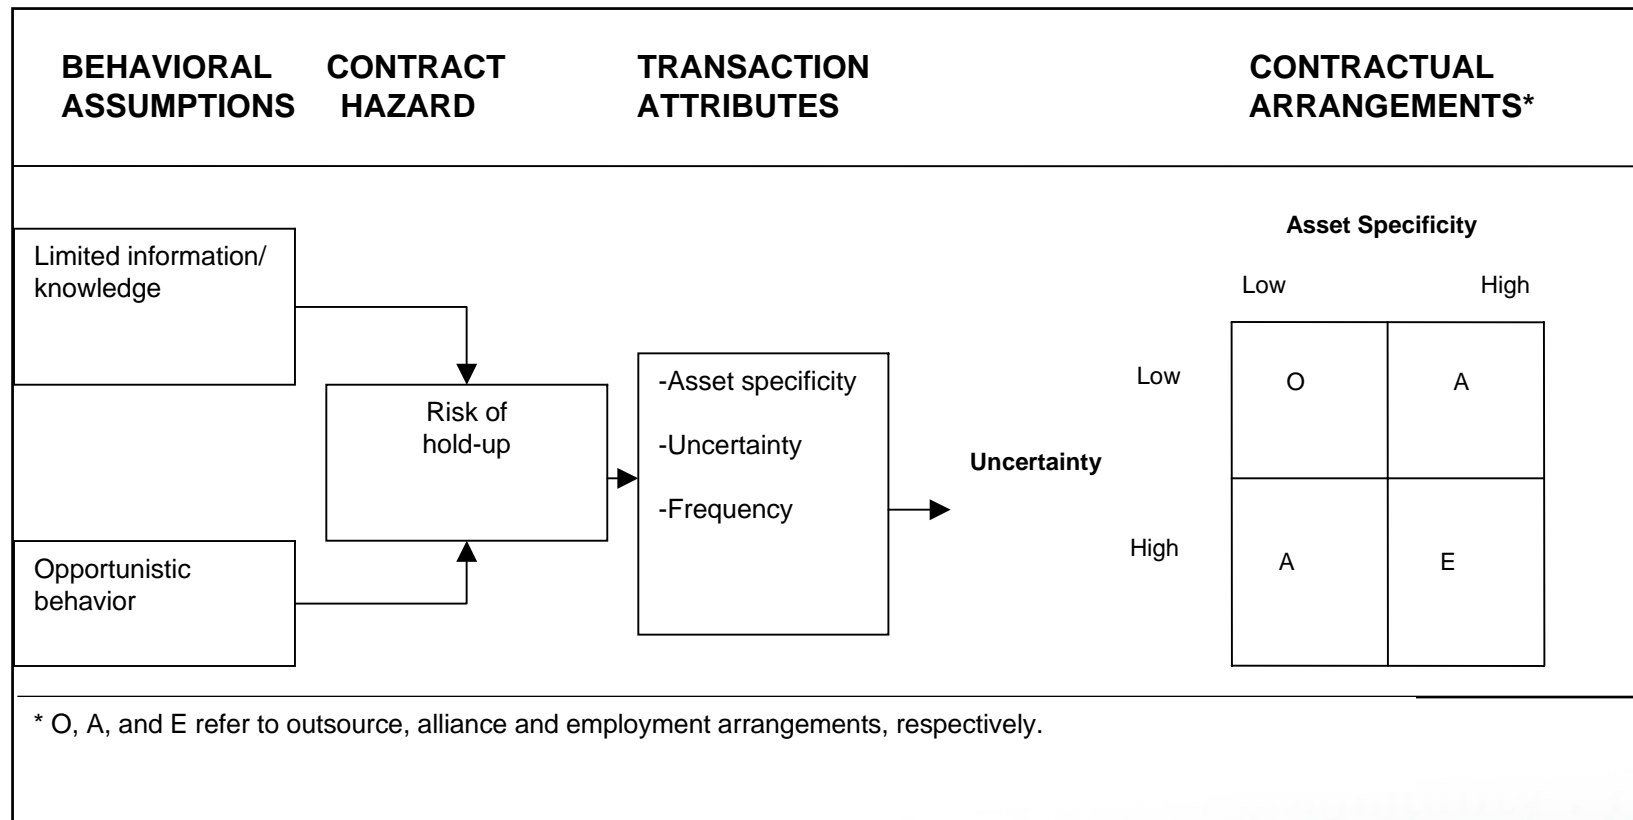 BEHAVIORAL CONTRACT TRANSACTION CONTRACTUAL
ASSUMPTIONS HAZARD ATTRIBUTES ARRANGEMENTS*
Limited information/
knowledge
Opportunistic
behavior
Risk of
hold-up
-Asset specificity
-Uncertainty
-Frequency
Asset Specificity
Low High
Uncertainty
Low O A
High A E
* O, A, and E refer to outsource, alliance and employment arrangements, respectively.